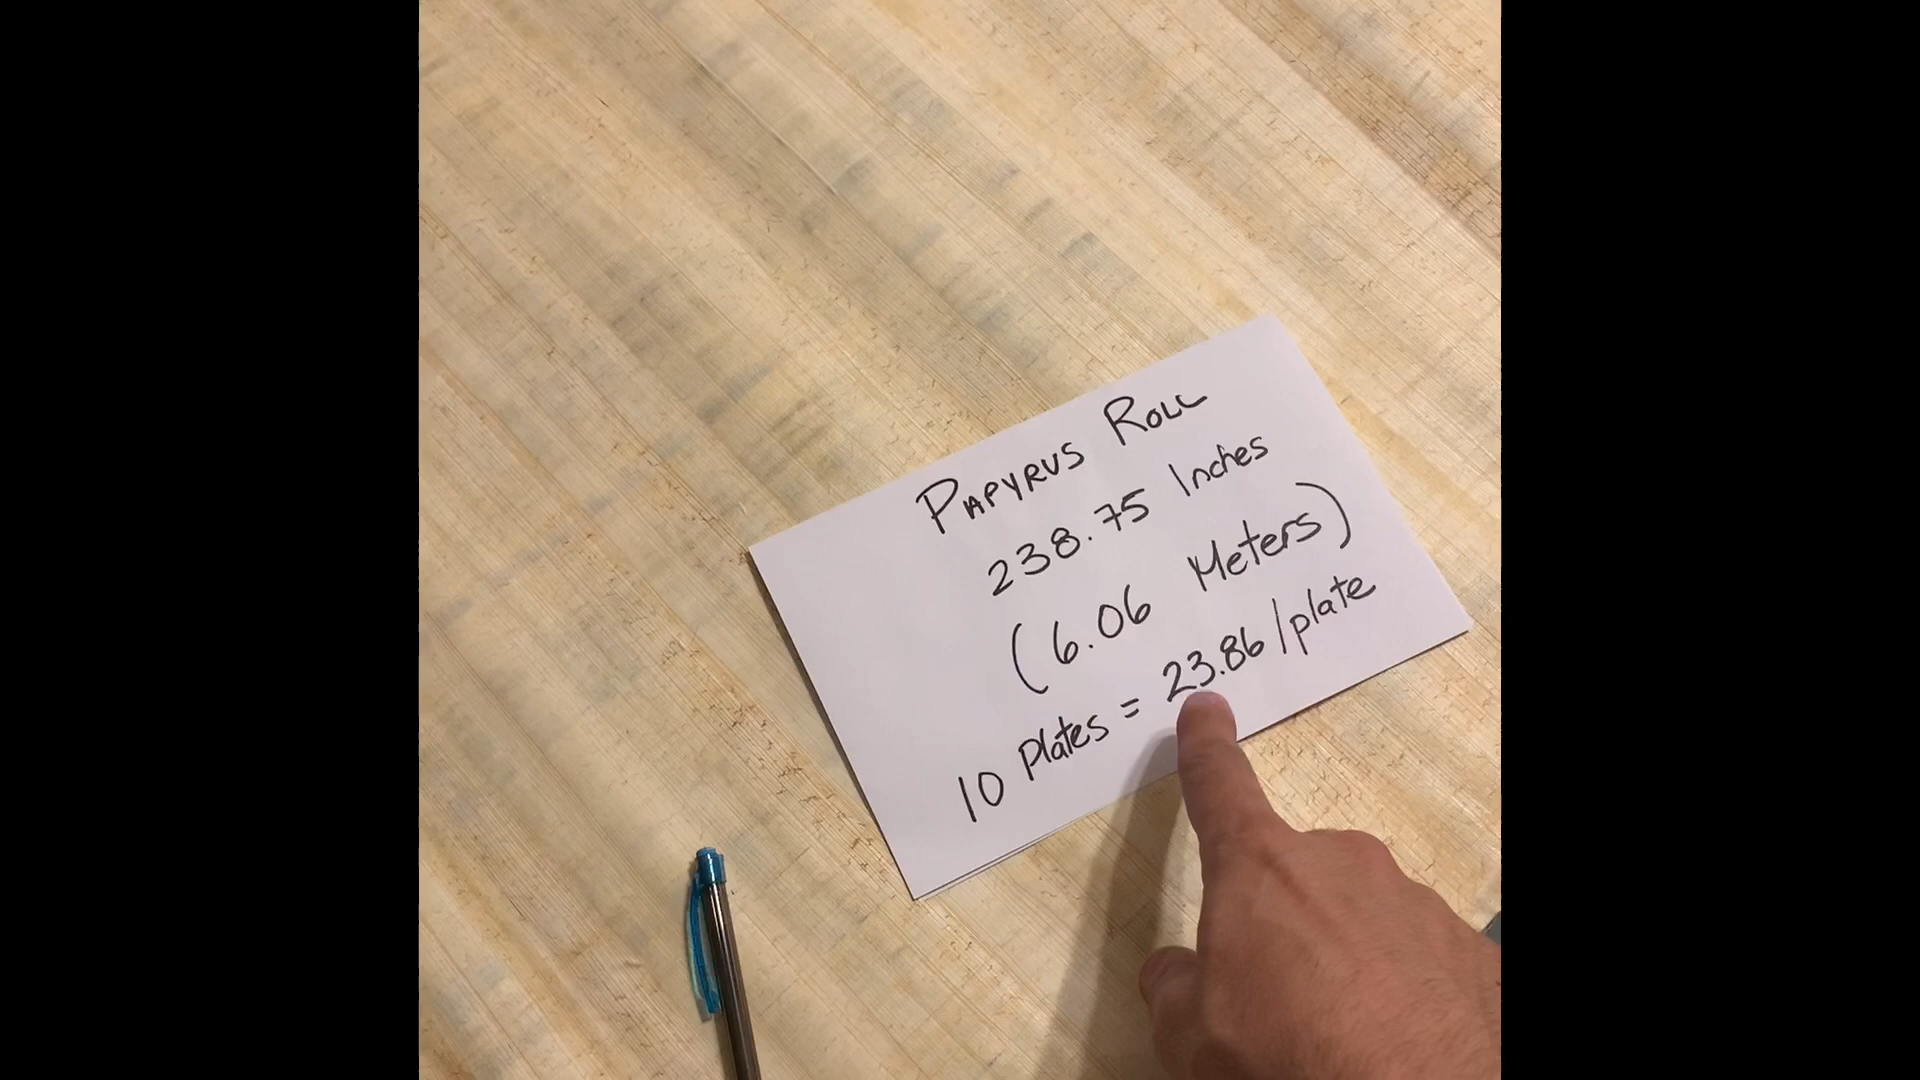 PAPYRUS ROLL
238.75 Inches
(6.06 Meters)
10 Plates = 23.86/plate